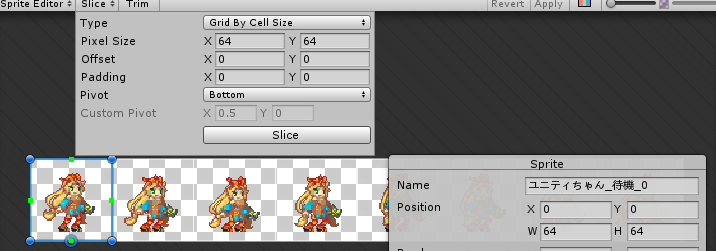 Sprite Editor Slice Trim Revert Apply
Type Grid By Cell Size
Pixel Size X 64 Y 64
Offset X 0 Y 0
Padding X 0 Y 0
Pivot Bottom
Custom Pivot X 0.5 Y 0
Slice
Sprite
Name ユニティちゃん_待機_0
Position X 0 Y 0
W 64 H 64